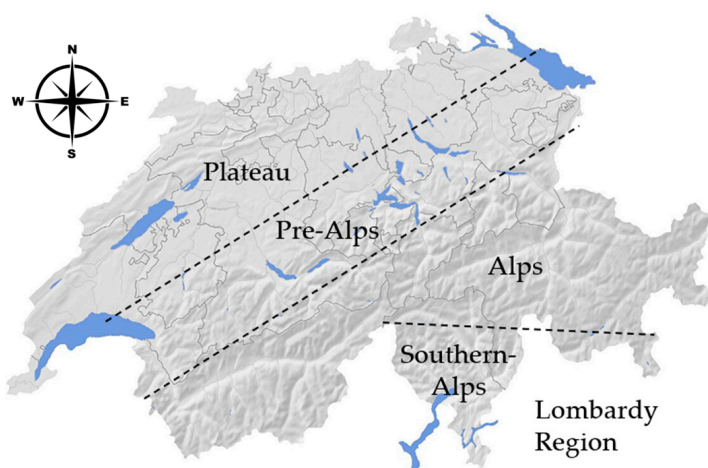 N
W E
S
Plateau
Pre-Alps
Alps
Southern-
Alps
Lombardy
Region